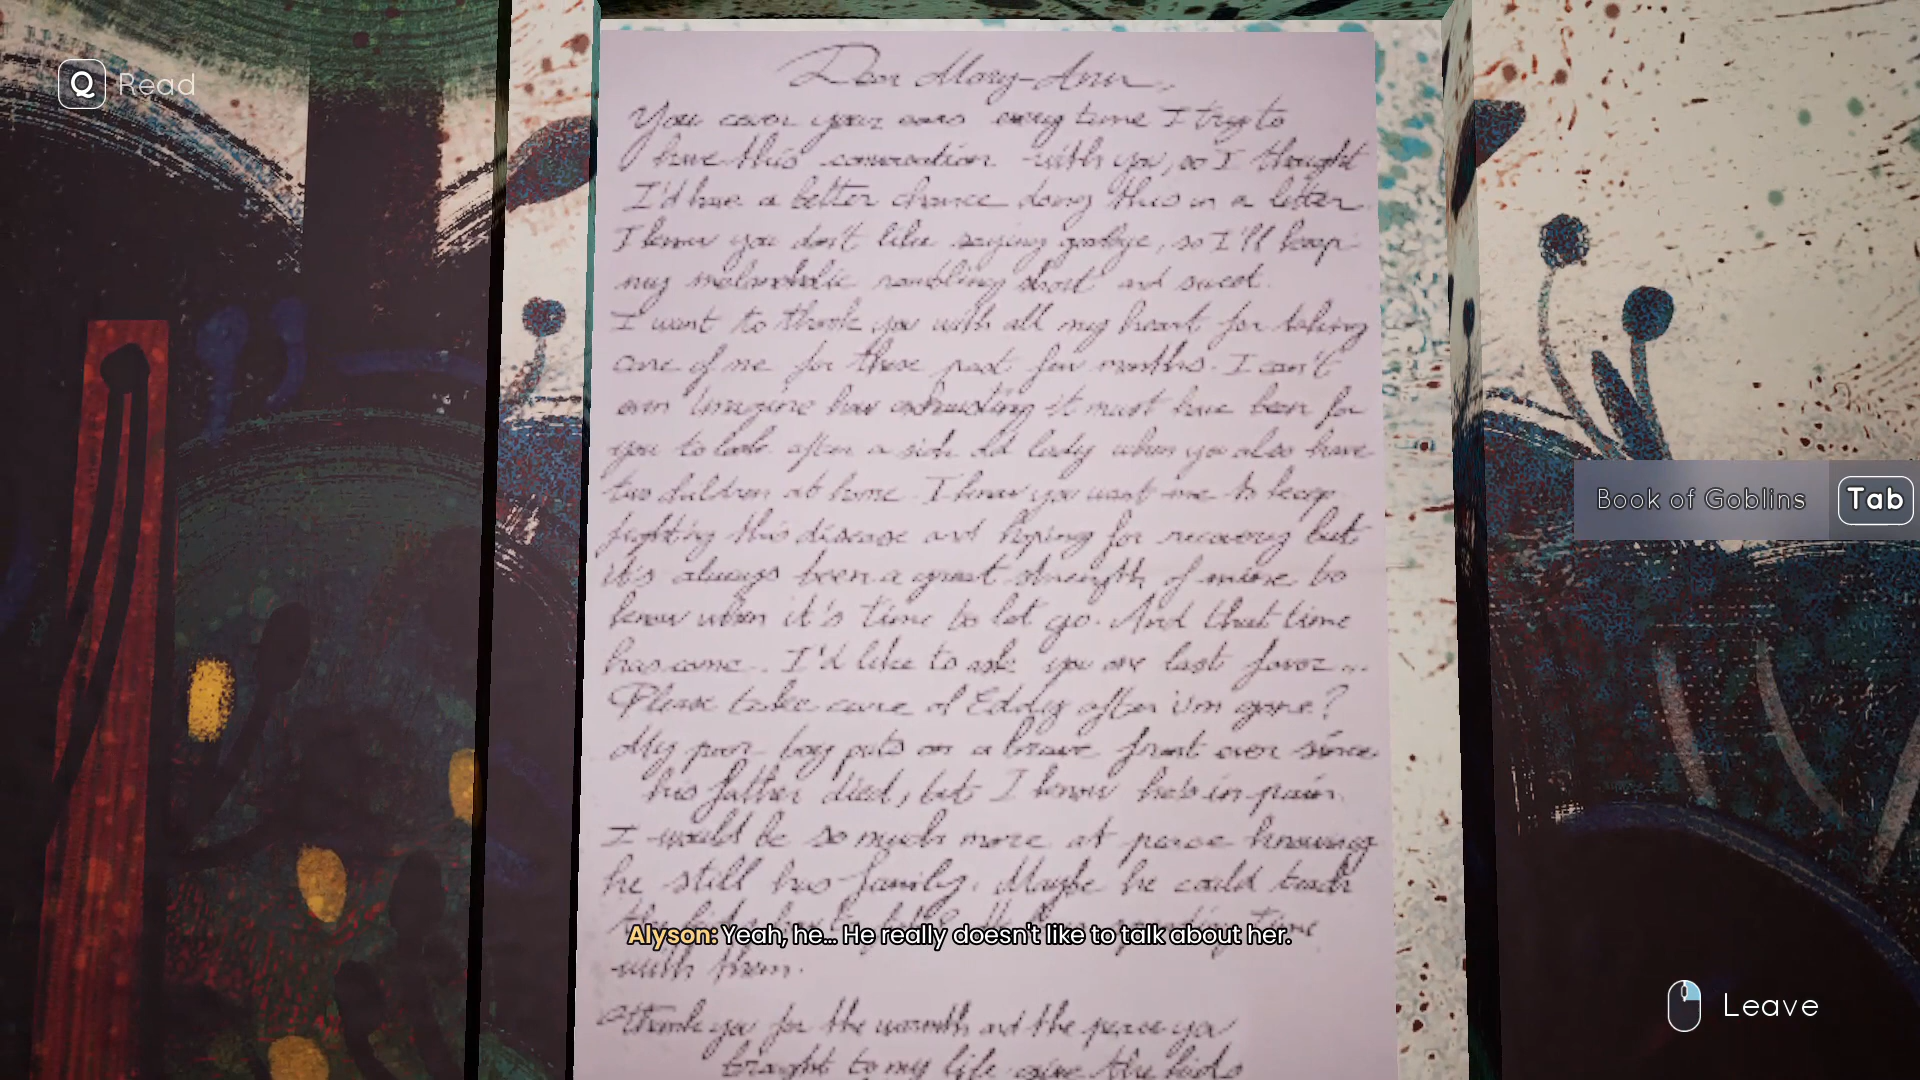 Q Read
Dear Mary-Ann,
You cover your ears every time I try to
have this conversation with you, so I thought
I'd have a better chance doing this in a letter.
I know you don't like saying goodbye, so I'll keep
my melancholic rambling short and sweet.
I want to thank you with all my heart for taking
care of me for these past few months. I can't
even imagine how exhausting it must have been for
you to look after a sick old lady when you also have
two children at home. I know you want me to keep
fighting this disease and hoping for recovery but
it's always been a great strength of mine to
know when it's time to let go. And that time
has come. I'd like to ask you one last favor...
Please take care of Eddy after i'm gone?
My poor boy puts on a brave front ever since
his father died, but I know he's in pain.
I would be so much more at peace knowing
he still has family. Maybe he could teach
time
Alyson: Yeah, he... He really doesn't like to talk about her.
with them.
Thank you for the warmth and the peace you
brought to my life, give the kids
Book of Goblins Tab
Leave